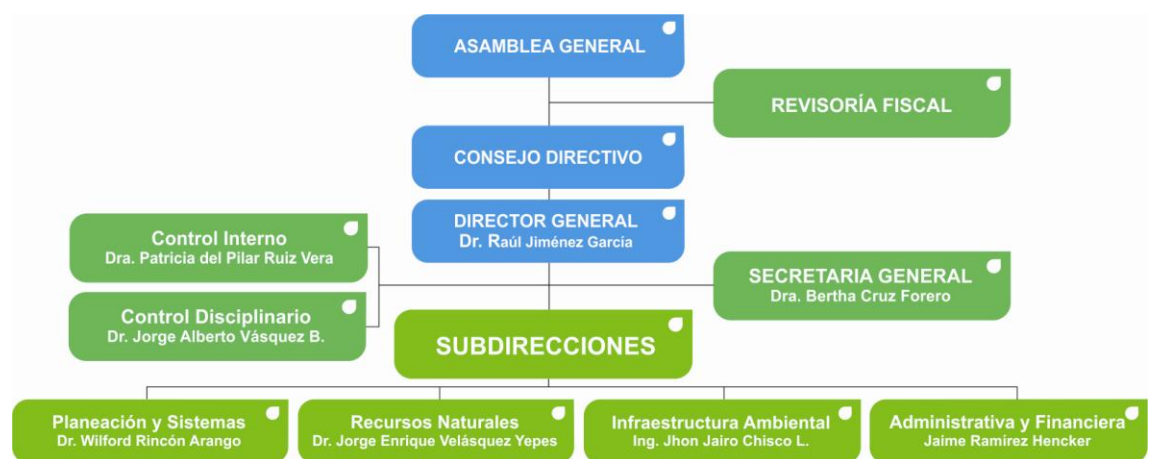 ASAMBLEA GENERAL
REVISORÍA FISCAL
CONSEJO DIRECTIVO
DIRECTOR GENERAL
Dr. Raúl Jiménez García
Control Interno
Dra. Patricia del Pilar Ruiz Vera
SECRETARIA GENERAL
Dra. Bertha Cruz Forero
Control Disciplinario
Dr. Jorge Alberto Vásquez B.
SUBDIRECCIONES
Planeación y Sistemas
Dr. Wilford Rincón Arango
Recursos Naturales
Dr. Jorge Enrique Velásquez Yepes
Infraestructura Ambiental
Ing. Jhon Jairo Chisco L.
Administrativa y Financiera
Jaime Ramírez Hencker